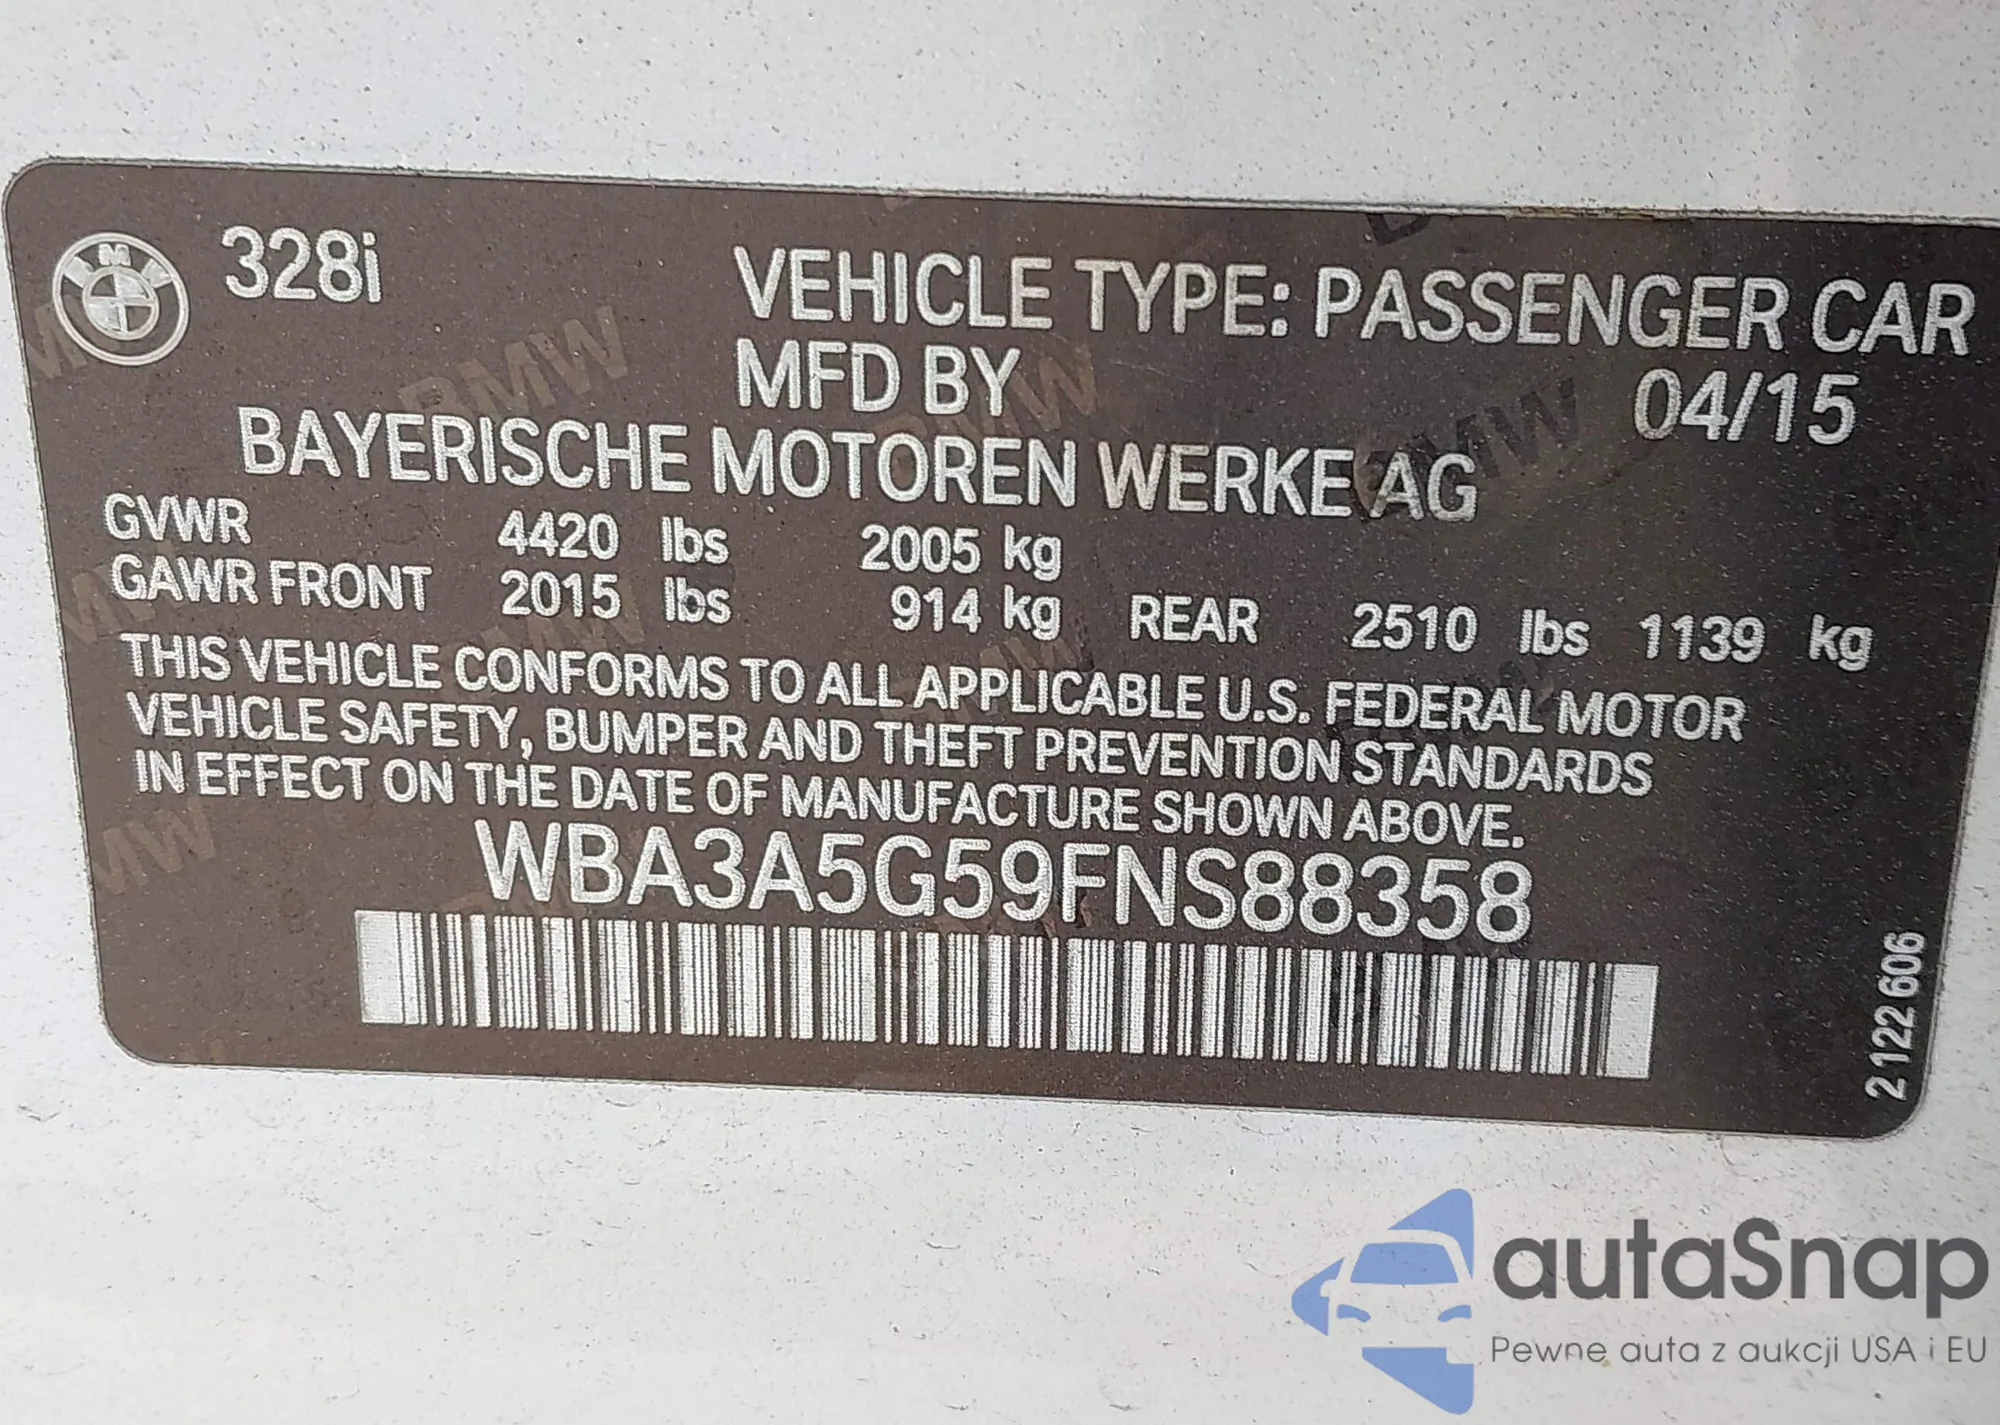 328i
VEHICLE TYPE: PASSENGER CAR
MFD BY
04/15
BAYERISCHE MOTOREN WERKE AG
GVWR 4420 lbs 2005 kg
GAWR FRONT 2015 lbs 914 kg REAR 2510 lbs 1139 kg
THIS VEHICLE CONFORMS TO ALL APPLICABLE U.S. FEDERAL MOTOR
VEHICLE SAFETY, BUMPER AND THEFT PREVENTION STANDARDS
IN EFFECT ON THE DATE OF MANUFACTURE SHOWN ABOVE.
WBA3A5G59FNS88358
2 122 606
autaSnap
Pewne auta z aukcji USA i EU